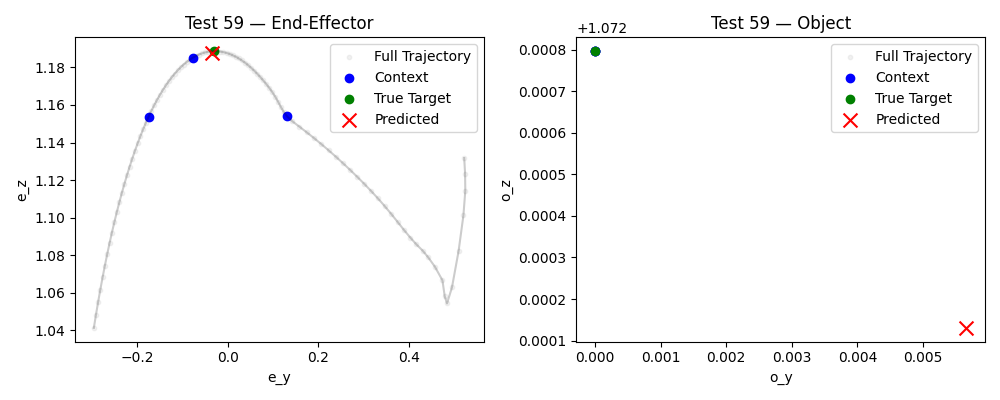 Test 59 — End-Effector
Full Trajectory
Context
True Target
Predicted
1.18
1.16
1.14
1.12
1.10
1.08
1.06
1.04
e_z
−0.2
0.0
0.2
0.4
e_y
Test 59 — Object
+1.072
Full Trajectory
Context
True Target
Predicted
0.0008
0.0007
0.0006
0.0005
0.0004
0.0003
0.0002
0.0001
o_z
0.000
0.001
0.002
0.003
0.004
0.005
o_y